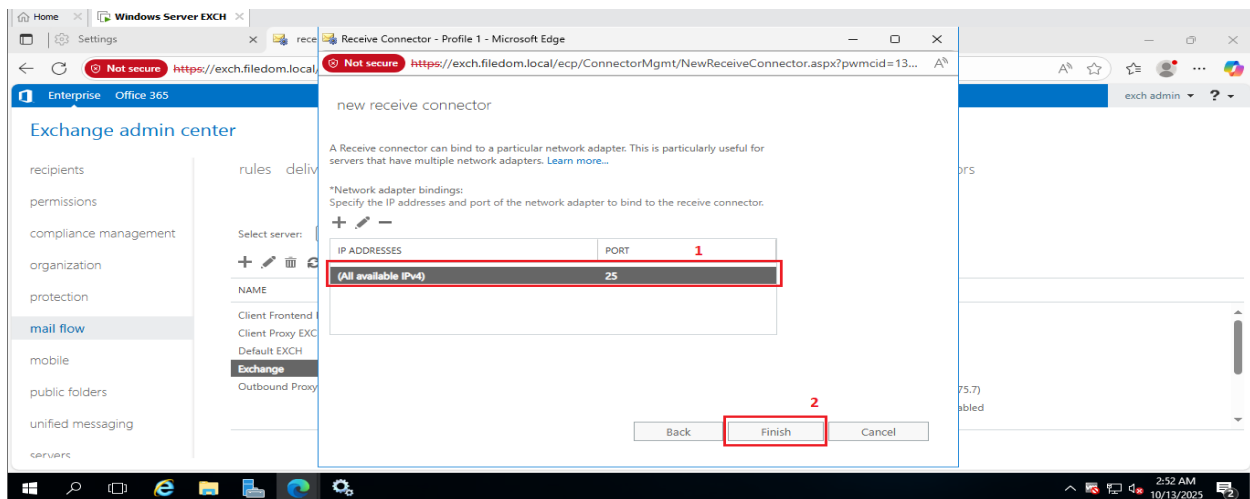 Home
Windows Server EXCH
Settings
rece
Receive Connector - Profile 1 - Microsoft Edge
Not secure https://exch.filedom.local/
Not secure https://exch.filedom.local/ecp/ConnectorMgmt/NewReceiveConnector.aspx?pwmcid=13...
Enterprise Office 365
exch admin ?
Exchange admin center
new receive connector
A Receive connector can bind to a particular network adapter. This is particularly useful for
servers that have multiple network adapters. Learn more...
recipients
rules deliv
ors
*Network adapter bindings:
Specify the IP addresses and port of the network adapter to bind to the receive connector.
permissions
compliance management
Select server:
IP ADDRESSES PORT 1
organization
(All available IPv4) 25
protection
NAME
Client Frontend
mail flow
Client Proxy EXC
Default EXCH
mobile
Exchange
Outbound Proxy
public folders
75.7)
abled
2
unified messaging
Back Finish Cancel
servers
2:52 AM
10/13/2025
2